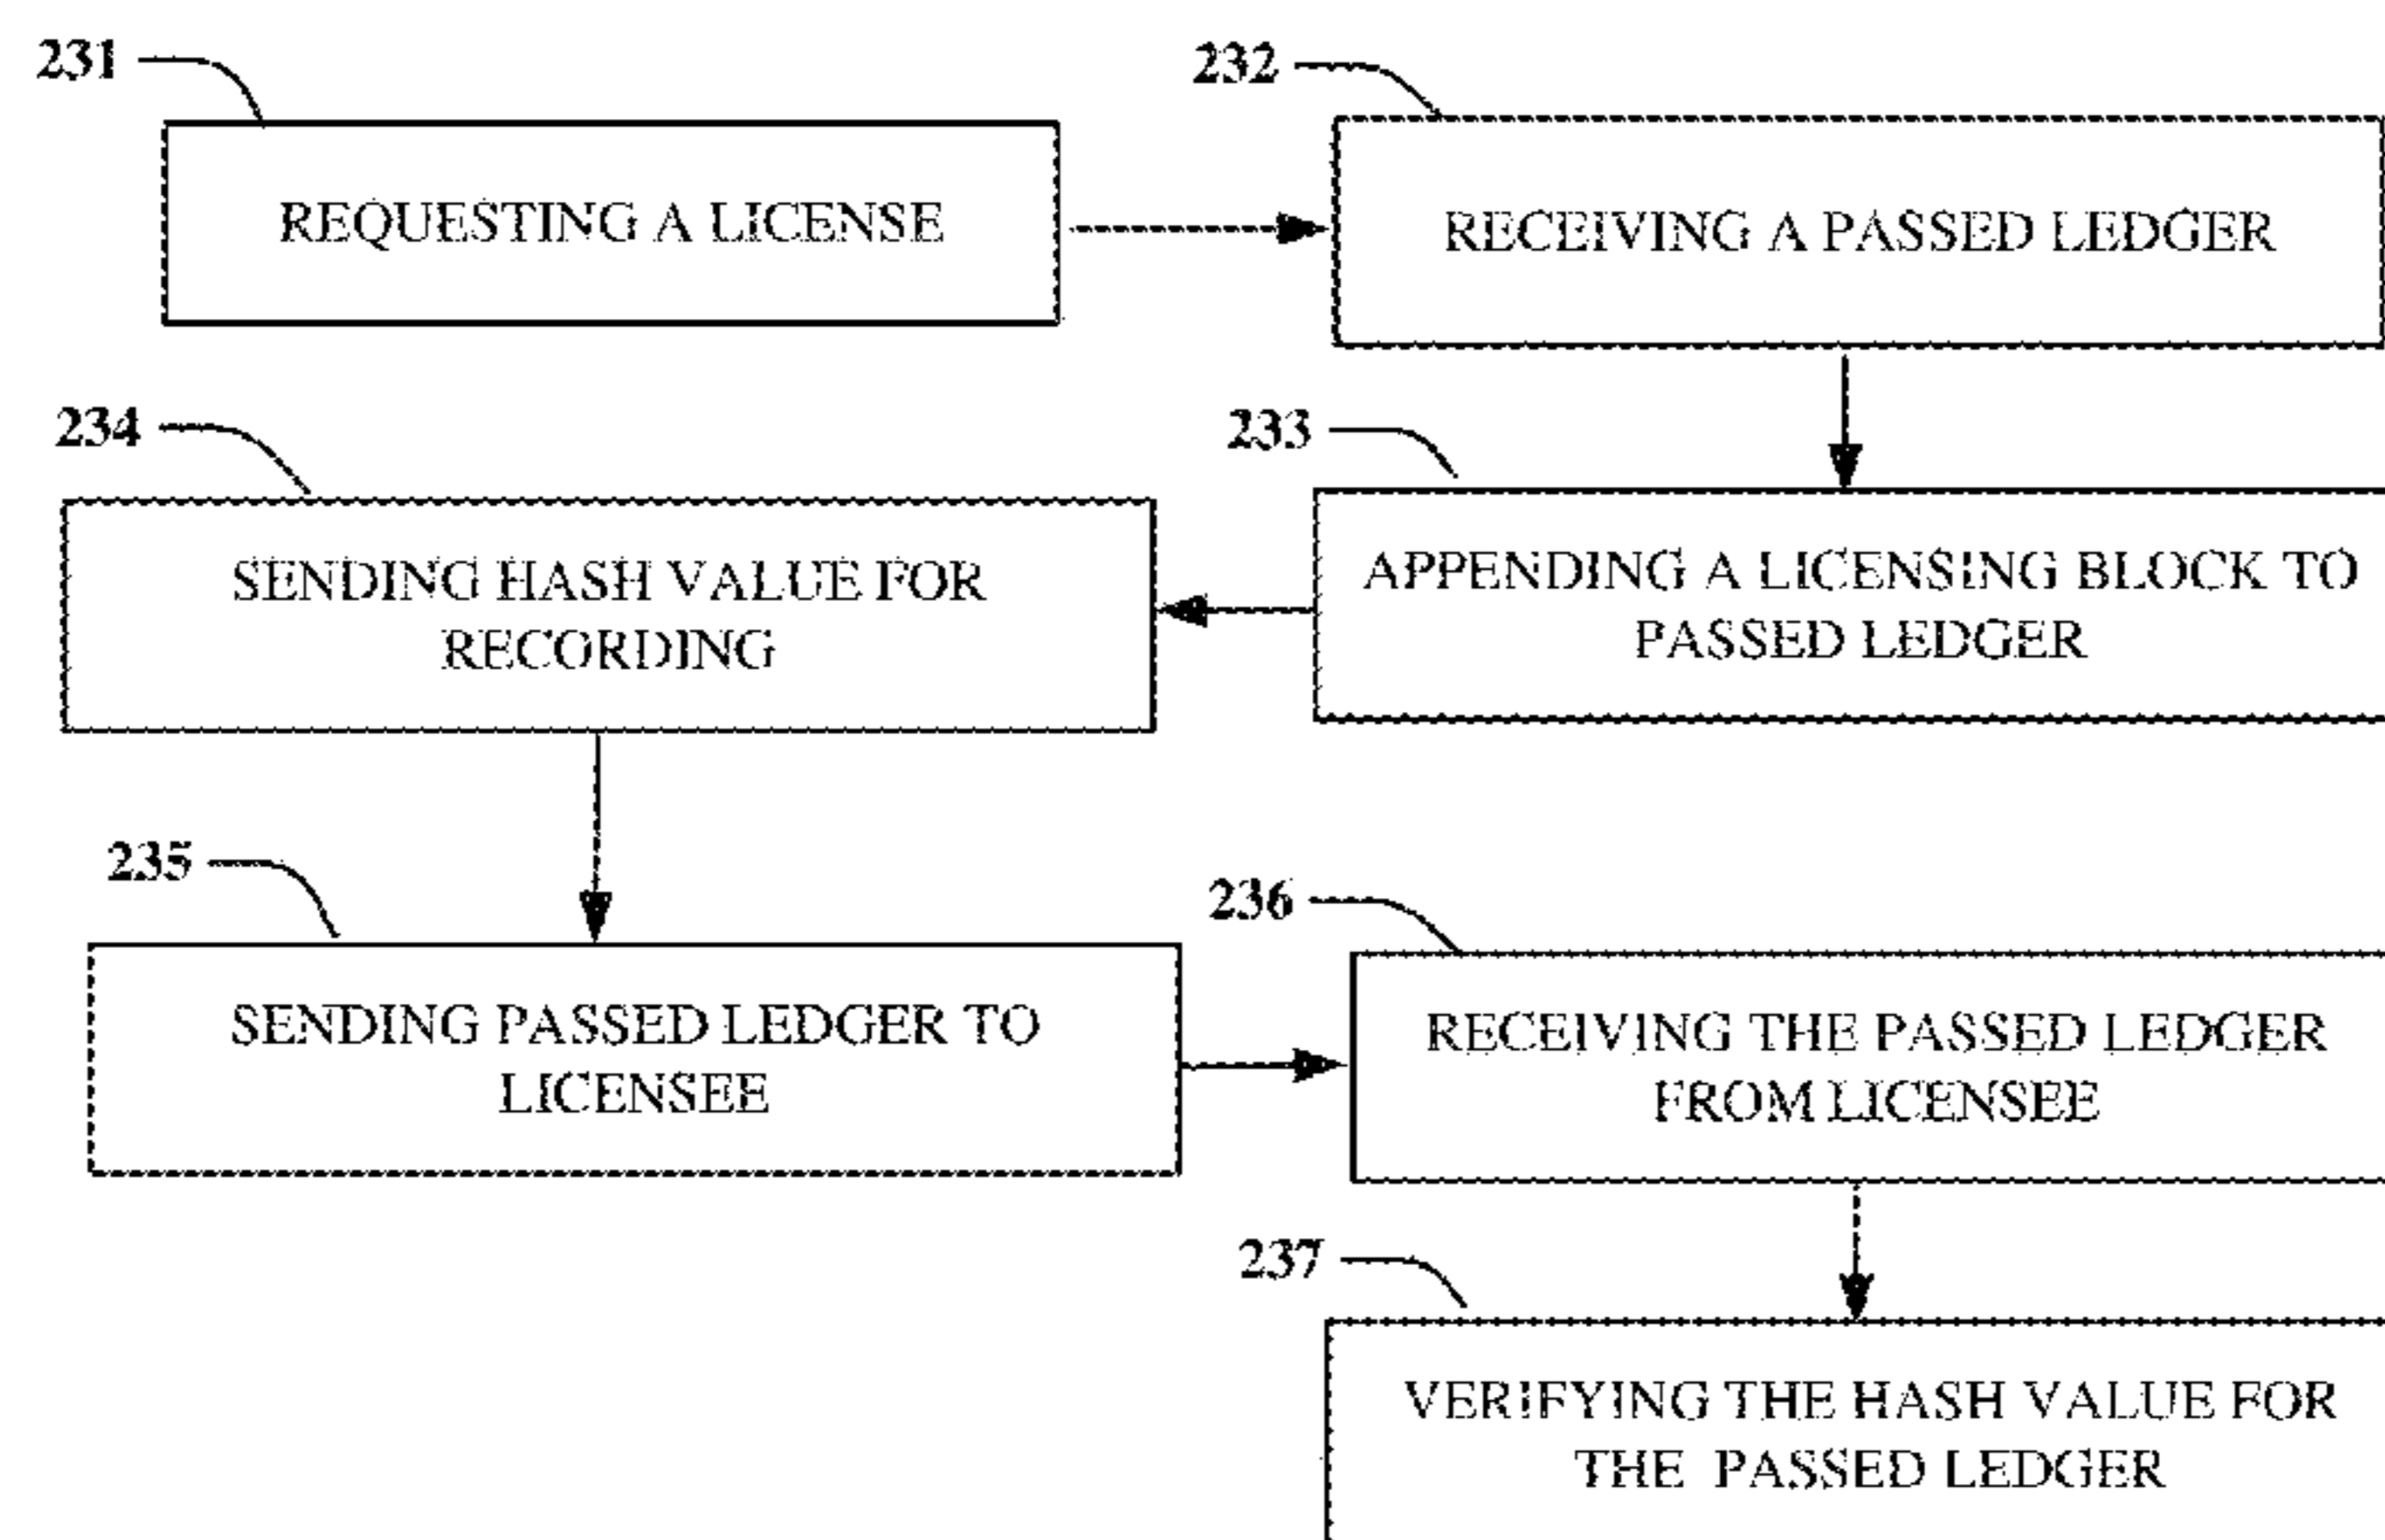 231
REQUESTING A LICENSE
232
RECEIVING A PASSED LEDGER
233
APPENDING A LICENSING BLOCK TO
PASSED LEDGER
234
SENDING HASH VALUE FOR
RECORDING
235
SENDING PASSED LEDGER TO
LICENSEE
236
RECEIVING THE PASSED LEDGER
FROM LICENSEE
237
VERIFYING THE HASH VALUE FOR
THE PASSED LEDGER